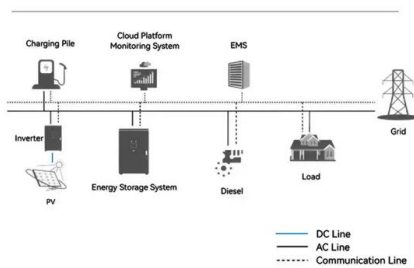 Charging Pile
Cloud Platform
Monitoring System
EMS
Inverter
Grid
PV
Energy Storage System
Diesel
Load
DC Line
AC Line
Communication Line